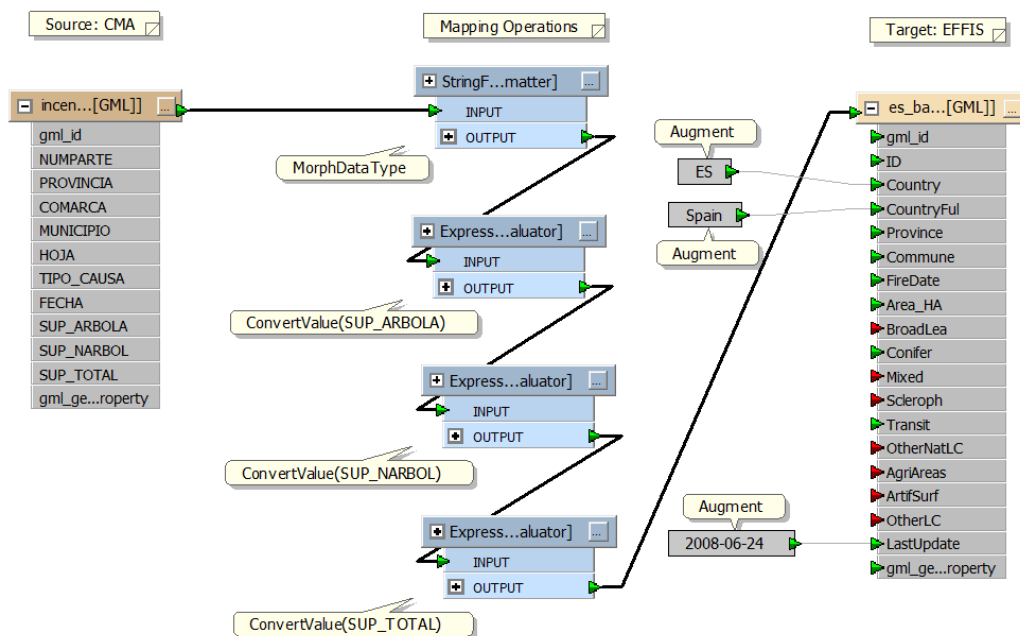 Source: CMA
Mapping Operations
Target: EFFIS
incen...[GML]]
...
gml_id
NUMPARTE
PROVINCIA
COMARCA
MUNICIPIO
HOJA
TIPO_CAUSA
FECHA
SUP_ARBOLA
SUP_NARBOL
SUP_TOTAL
gml_ge...roperty
StringF...matter]
...
INPUT
OUTPUT
MorphDataType
Express...aluator]
...
INPUT
OUTPUT
ConvertValue(SUP_ARBOLA)
Express...aluator]
...
INPUT
OUTPUT
ConvertValue(SUP_NARBOL)
Express...aluator]
...
INPUT
OUTPUT
ConvertValue(SUP_TOTAL)
Augment
ES
Spain
Augment
Augment
2008-06-24
es_ba...[GML]]
...
gml_id
ID
Country
CountryFul
Province
Commune
FireDate
Area_HA
BroadLea
Conifer
Mixed
Scleroph
Transit
OtherNatLC
AgriAreas
ArtifSurf
OtherLC
LastUpdate
gml_ge...roperty